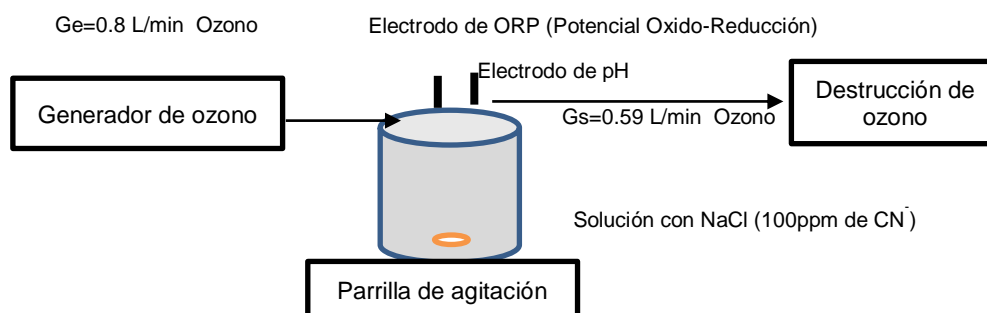 Ge=0.8 L/min  Ozono
Electrodo de ORP (Potencial Oxido-Reducción)
Electrodo de pH
Generador de ozono
Gs=0.59 L/min  Ozono
Destrucción de
ozono
Solución con NaCl (100ppm de CN⁻)
Parrilla de agitación